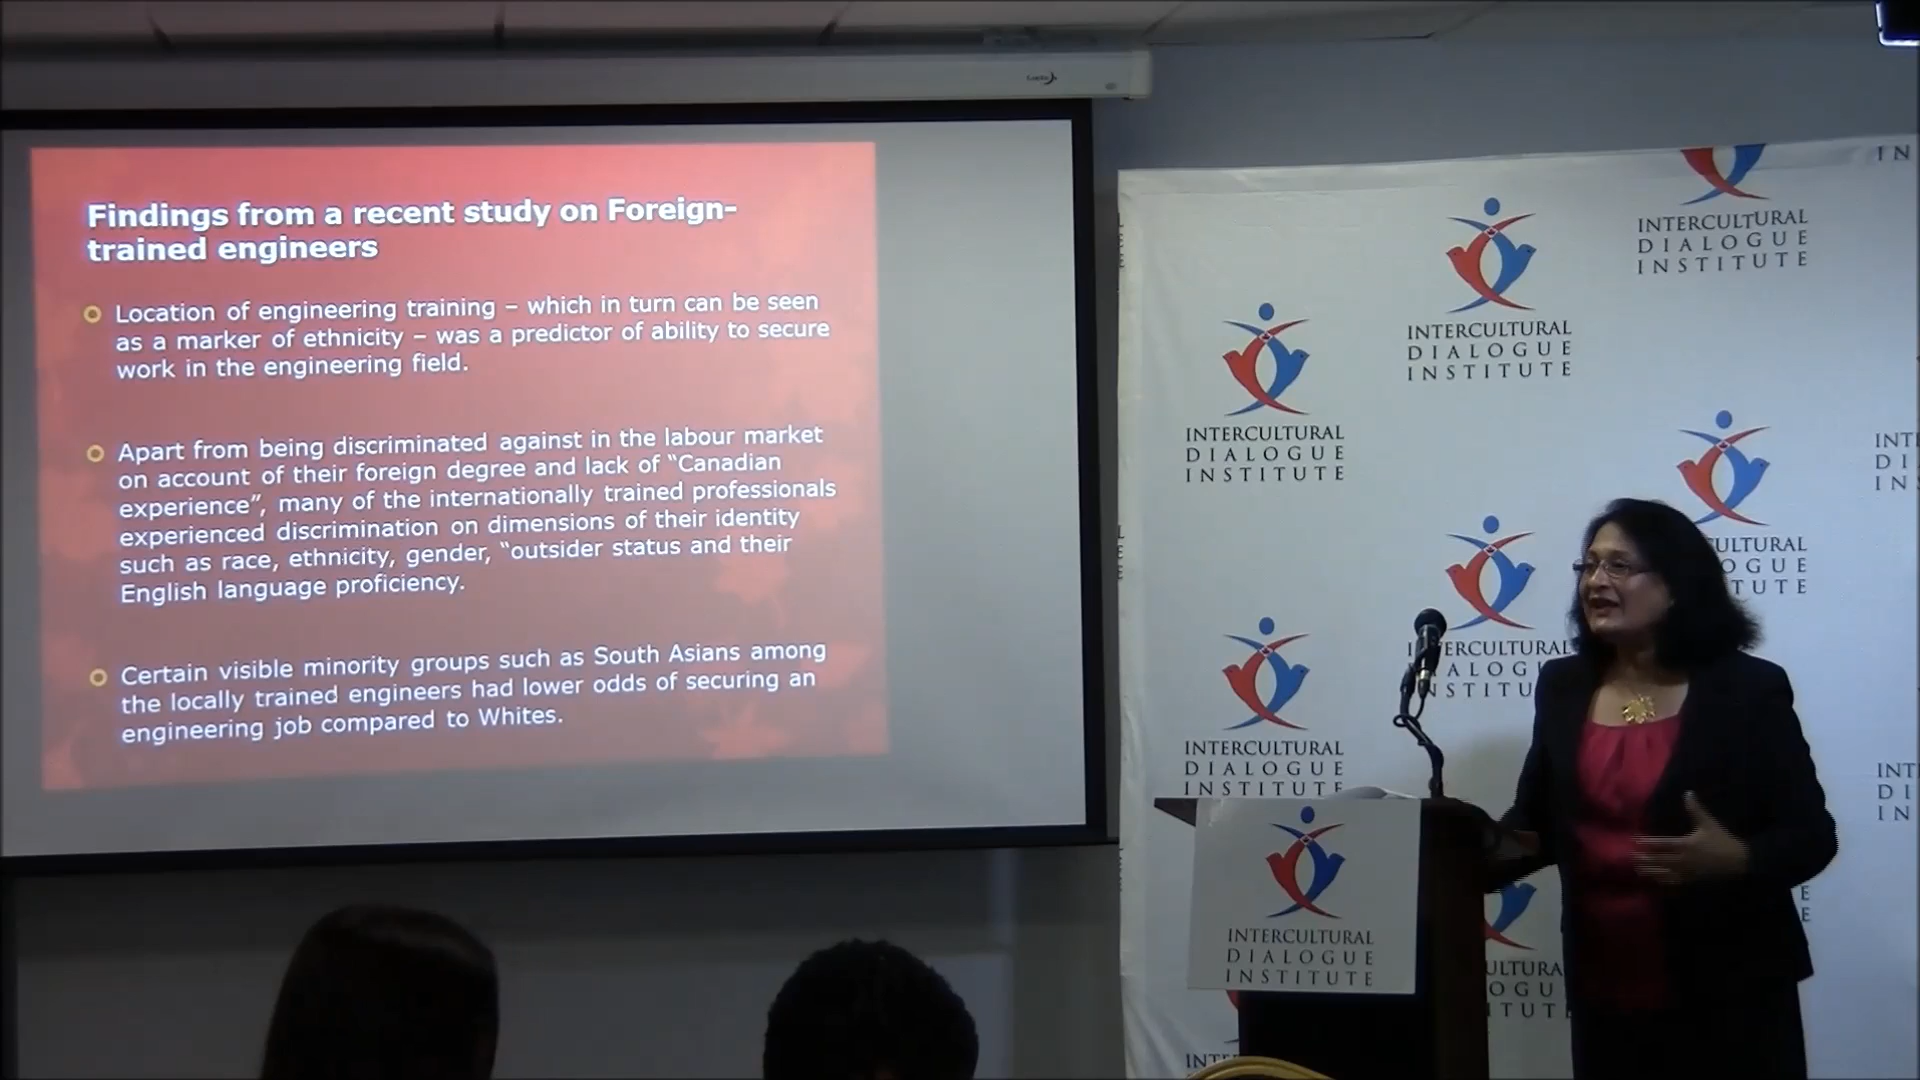 Findings from a recent study on Foreign-
trained engineers
Location of engineering training – which in turn can be seen
as a marker of ethnicity – was a predictor of ability to secure
work in the engineering field.
Apart from being discriminated against in the labour market
on account of their foreign degree and lack of “Canadian
experience”, many of the internationally trained professionals
experienced discrimination on dimensions of their identity
such as race, ethnicity, gender, “outsider status and their
English language proficiency.
Certain visible minority groups such as South Asians among
the locally trained engineers had lower odds of securing an
engineering job compared to Whites.
INTERCULTURAL
DIALOGUE
INSTITUTE
INTERCULTURAL
DIALOGUE
INSTITUTE
INTERCULTURAL
DIALOGUE
INSTITUTE
INTERCULTURAL
DIALOGUE
INSTITUTE
INTERCULTURAL
DIALOGUE
INSTITUTE